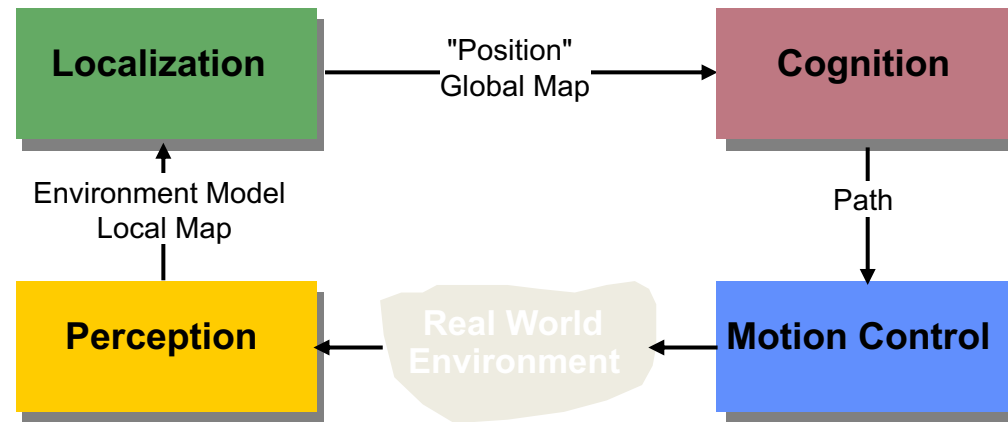 Localization
"Position"
Global Map
Cognition
Environment Model
Local Map
Path
Perception
Real World
Environment
Motion Control